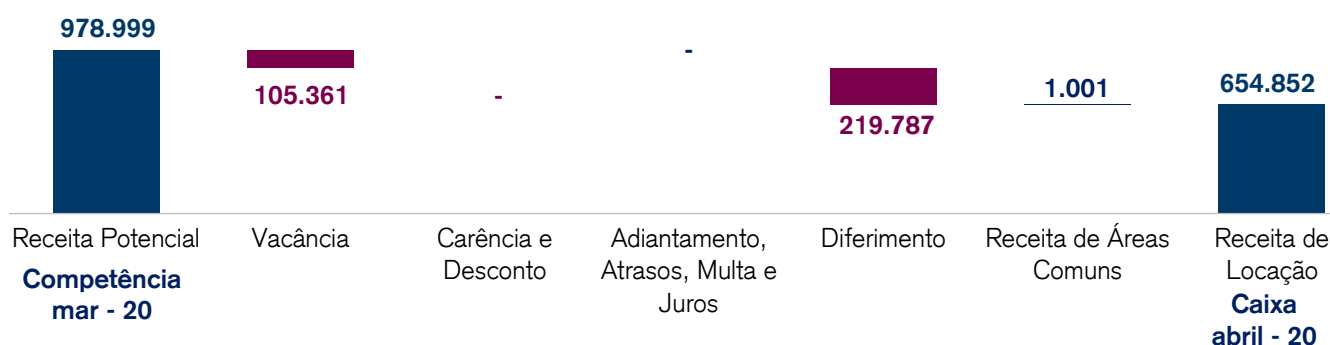 978.999
105.361
-
-
219.787
1.001
654.852
Receita Potencial
Competência
mar - 20
Vacância
Carência e
Desconto
Adiantamento,
Atrasos, Multa e
Juros
Diferimento
Receita de Áreas
Comuns
Receita de
Locação
Caixa
abril - 20